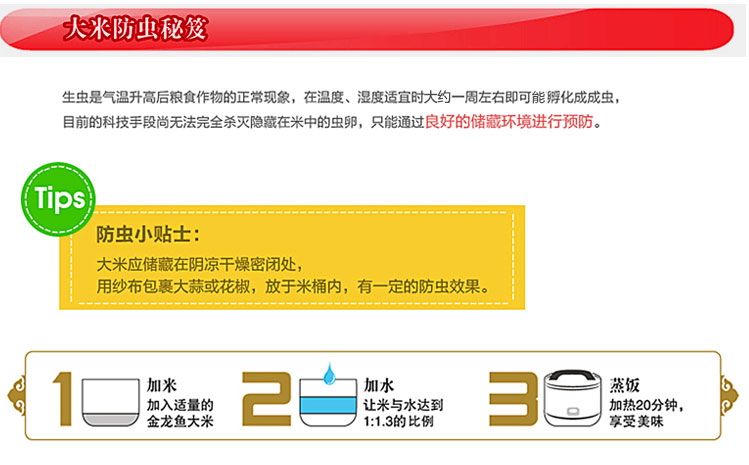 大米防虫秘笈
生虫是气温升高后粮食作物的正常现象，在温度、湿度适宜时大约一周左右即可能孵化成成虫，
目前的科技手段尚无法完全杀灭隐藏在米中的虫卵，只能通过良好的储藏环境进行预防。
Tips
防虫小贴士：
大米应储藏在阴凉干燥密闭处，
用纱布包裹大蒜或花椒，放于米桶内，有一定的防虫效果。
1
加米
加入适量的
金龙鱼大米
2
加水
让米与水达到
1:1.3的比例
3
蒸饭
加热20分钟，
享受美味